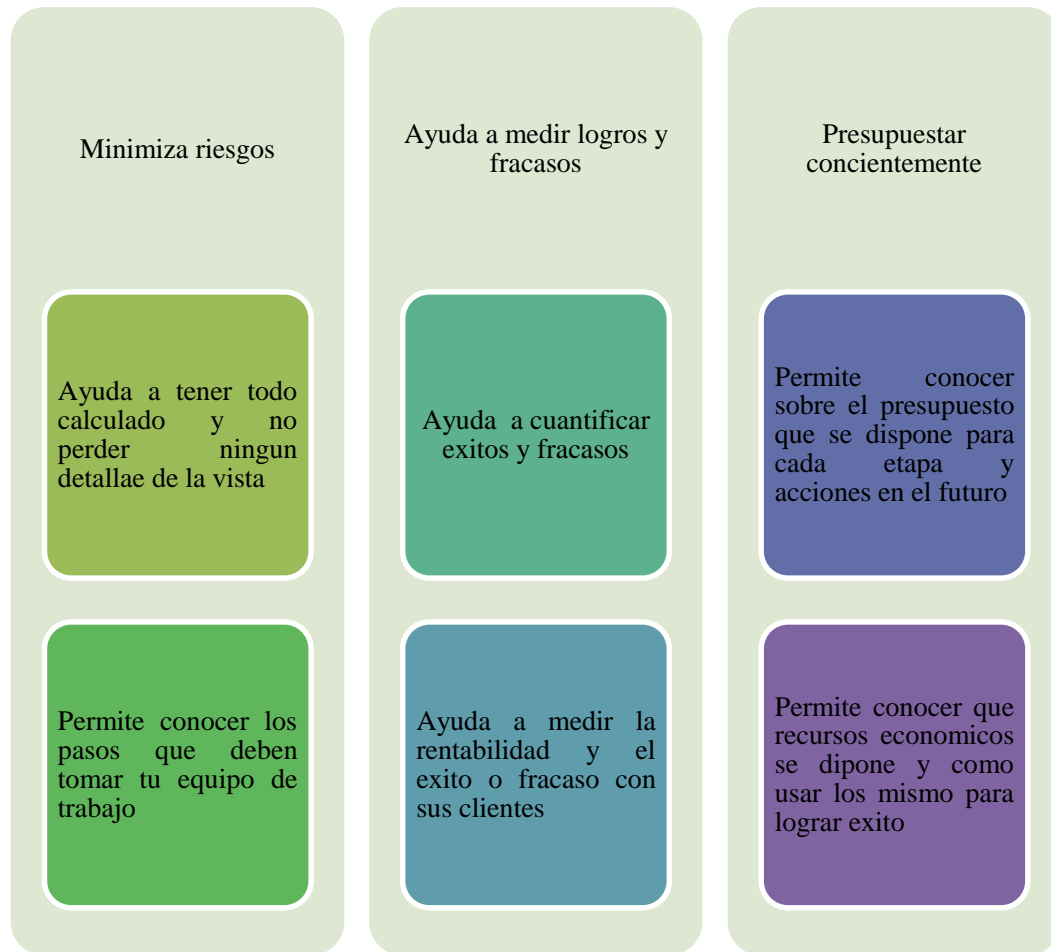 Minimiza riesgos
Ayuda a tener todo
calculado y no
perder ningun
detallae de la vista
Permite conocer los
pasos que deben
tomar tu equipo de
trabajo
Ayuda a medir logros y
fracasos
Ayuda a cuantificar
exitos y fracasos
Ayuda a medir la
rentabilidad y el
exito o fracaso con
sus clientes
Presupuestar
concientemente
Permite conocer
sobre el presupuesto
que se dispone para
cada etapa y
acciones en el futuro
Permite conocer que
recursos economicos
se dipone y como
usar los mismo para
lograr exito